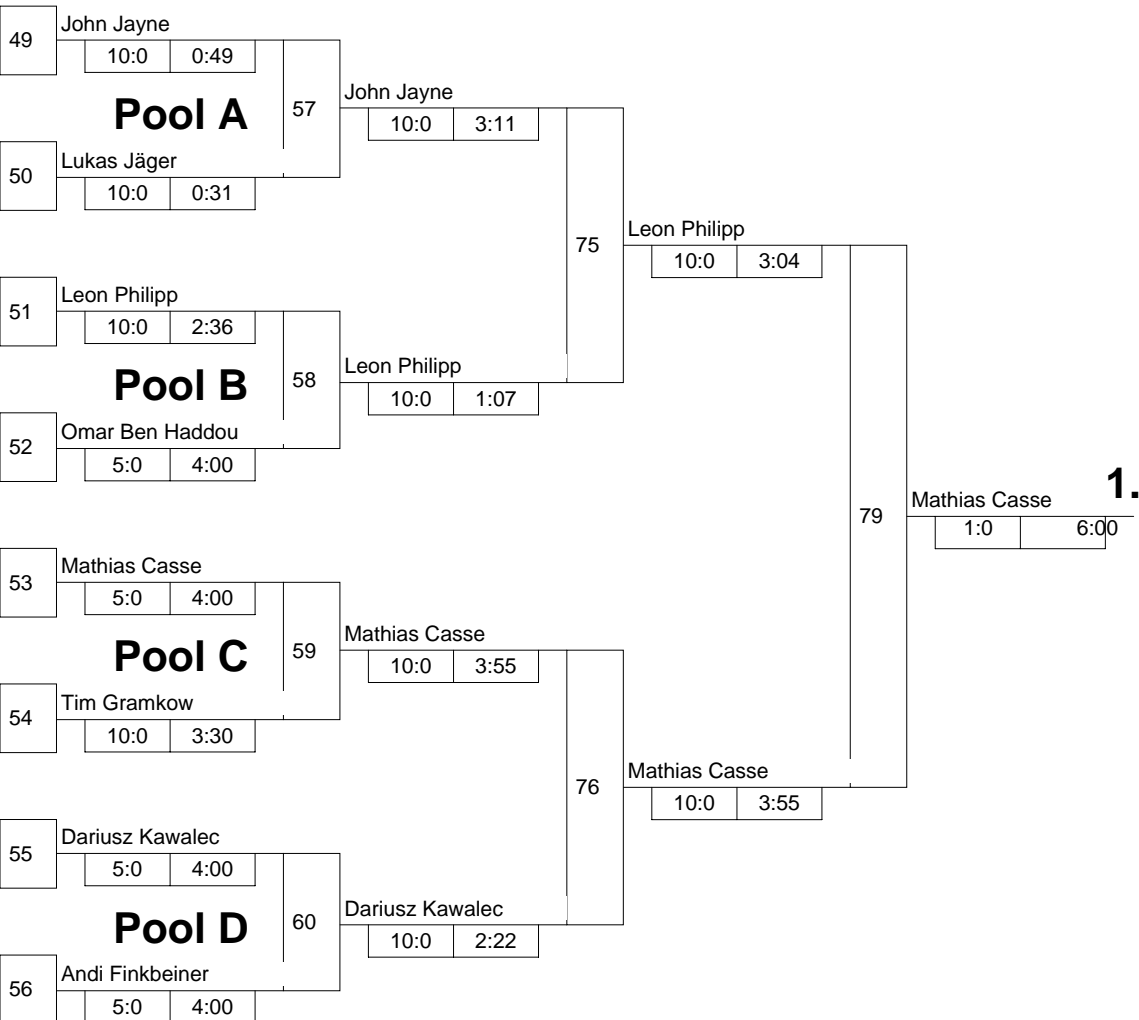 49
John Jayne
10:0 0:49
Pool A
57
John Jayne
10:0 3:11
50
Lukas Jäger
10:0 0:31
75
Leon Philipp
10:0 3:04
51
Leon Philipp
10:0 2:36
Pool B
58
Leon Philipp
10:0 1:07
52
Omar Ben Haddou
5:0 4:00
79
Mathias Casse
1.
1:0 6:00
53
Mathias Casse
5:0 4:00
Pool C
59
Mathias Casse
10:0 3:55
54
Tim Gramkow
10:0 3:30
76
Mathias Casse
10:0 3:55
55
Dariusz Kawalec
5:0 4:00
Pool D
60
Dariusz Kawalec
10:0 2:22
56
Andi Finkbeiner
5:0 4:00